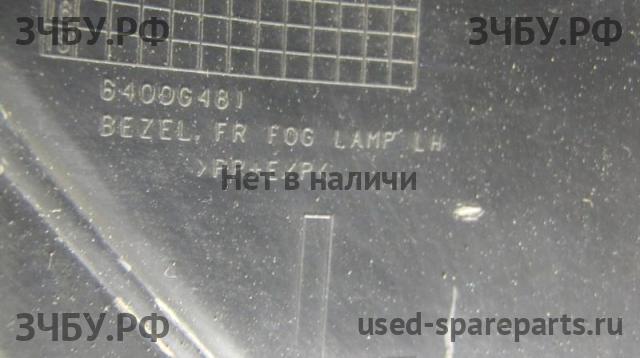 ЗЧБУ.РФ ЗЧБУ.РФ
6400G481
BEZEL, FR FOG LAMP LH
Нет в наличи
ЗЧБУ.РФ used-spareparts.ru